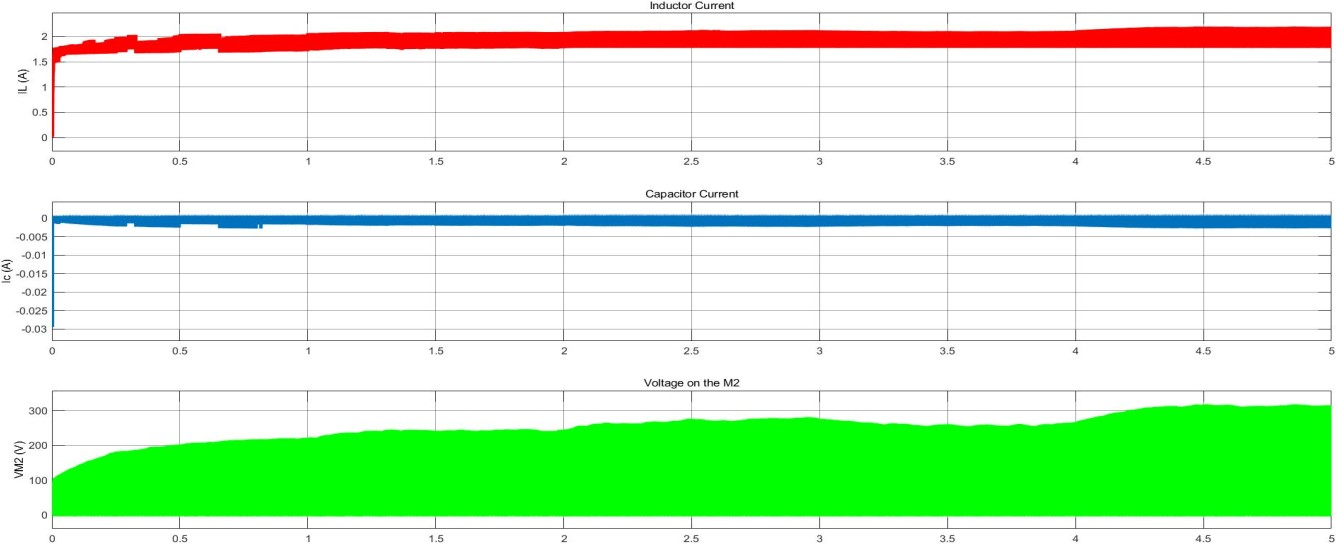 Inductor Current
IL (A)
2
1.5
1
0.5
0
0 0.5 1 1.5 2 2.5 3 3.5 4 4.5 5
Capacitor Current
Ic (A)
0
-0.005
-0.01
-0.015
-0.02
-0.025
-0.03
0 0.5 1 1.5 2 2.5 3 3.5 4 4.5 5
Voltage on the M2
VM2 (V)
300
200
100
0
0 0.5 1 1.5 2 2.5 3 3.5 4 4.5 5